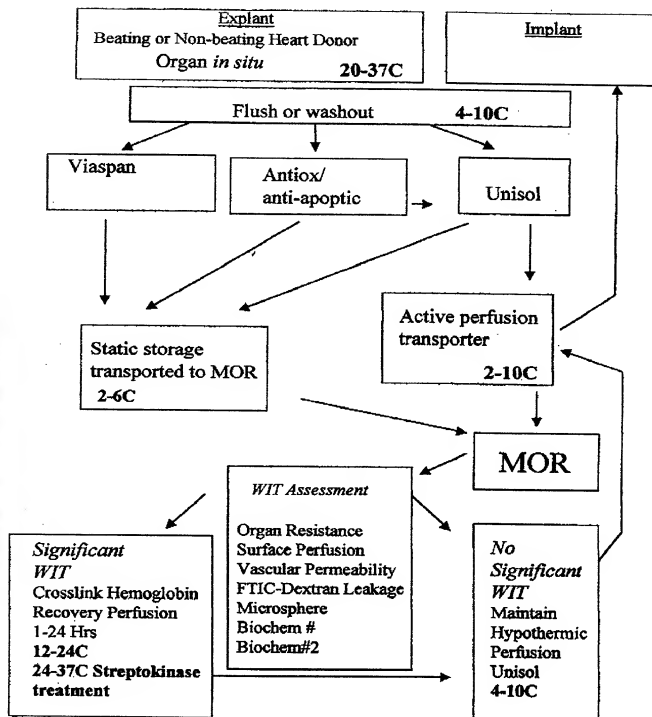 Explant
Beating or Non-beating Heart Donor
Organ in situ 20-37C
Implant
Flush or washout 4-10C
Viaspan
Antiox/
anti-apoptic
Unisol
Static storage
transported to MOR
2-6C
Active perfusion
transporter
2-10C
MOR
WIT Assessment
Organ Resistance
Surface Perfusion
Vascular Permeability
FTIC-Dextran Leakage
Microsphere
Biochem #
Biochem#2
Significant
WIT
Crosslink Hemoglobin
Recovery Perfusion
1-24 Hrs
12-24C
24-37C Streptokinase
treatment
No
Significant
WIT
Maintain
Hypothermic
Perfusion
Unisol
4-10C